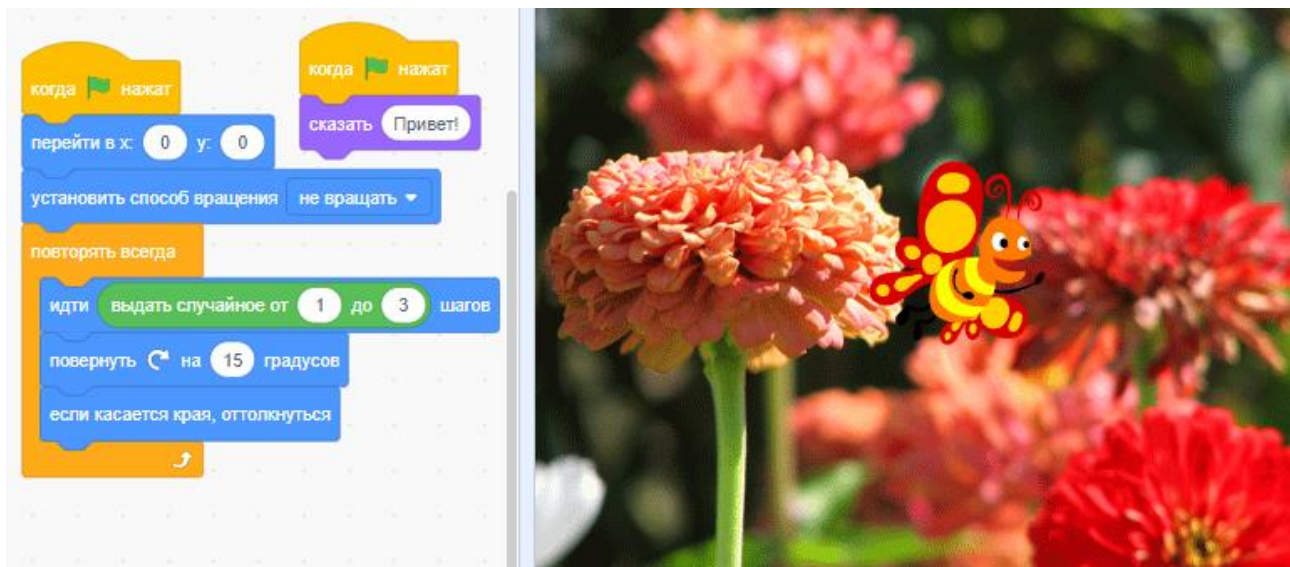 когда нажат
перейти в x: 0 y: 0
установить способ вращения не вращать
повторять всегда
идти выдать случайное от 1 до 3 шагов
повернуть на 15 градусов
если касается края, оттолкнуться
когда нажат
сказать Привет!